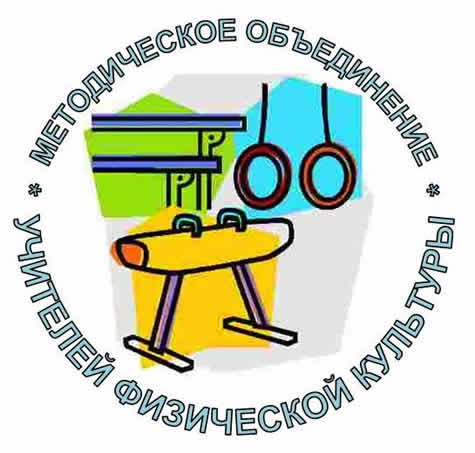 МЕТОДИЧЕСКОЕ ОБЪЕДИНЕНИЕ
* УЧИТЕЛЕЙ ФИЗИЧЕСКОЙ КУЛЬТУРЫ *